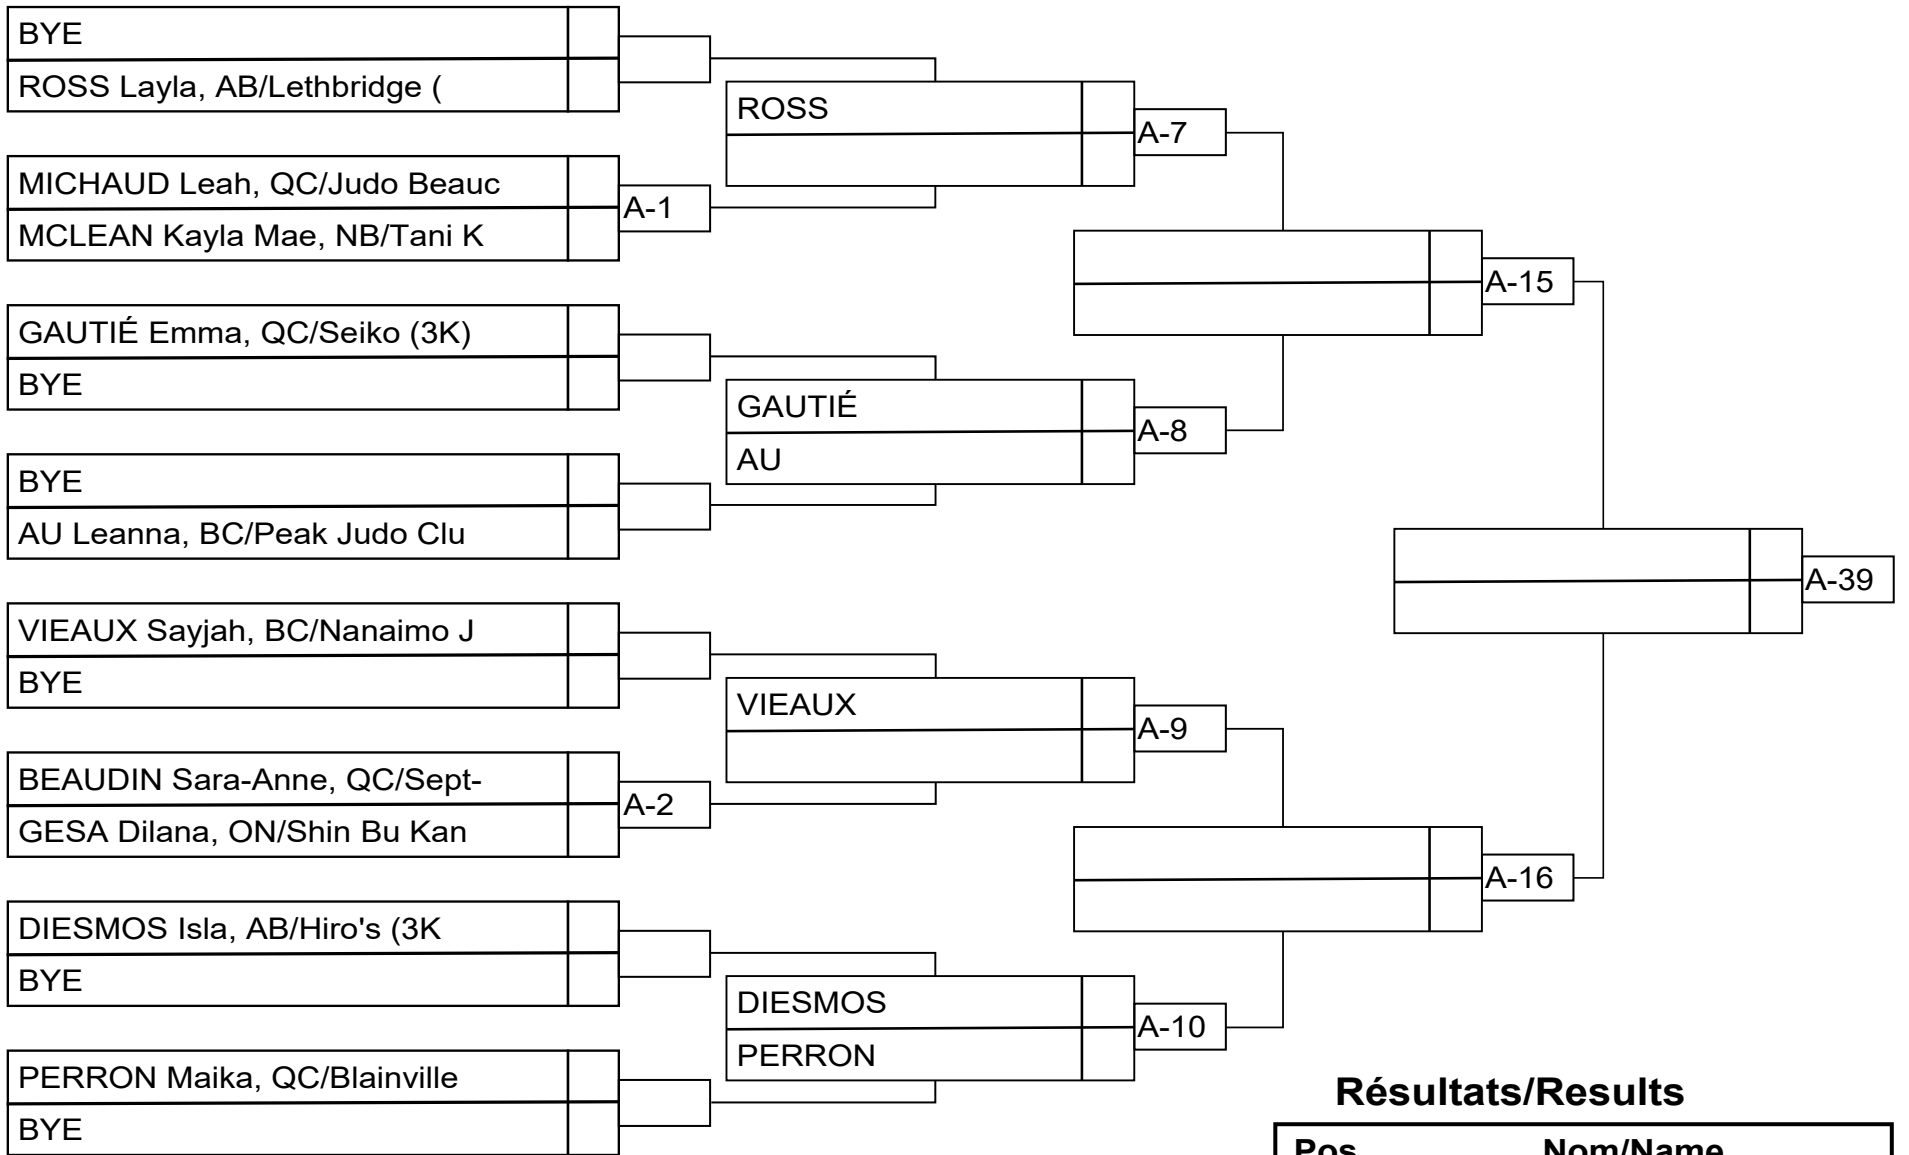 BYE
ROSS Layla, AB/Lethbridge (
MICHAUD Leah, QC/Judo Beauc
MCLEAN Kayla Mae, NB/Tani K
A-1
GAUTIÉ Emma, QC/Seiko (3K)
BYE
BYE
AU Leanna, BC/Peak Judo Clu
VIEAUX Sayjah, BC/Nanaimo J
BYE
BEAUDIN Sara-Anne, QC/Sept-
GESA Dilana, ON/Shin Bu Kan
A-2
DIESMOS Isla, AB/Hiro's (3K
BYE
PERRON Maika, QC/Blainville
BYE
ROSS
A-7
GAUTIÉ
AU
A-8
VIEAUX
A-9
DIESMOS
PERRON
A-10
A-15
A-16
A-39
Résultats/Results
Pos Nom/Name